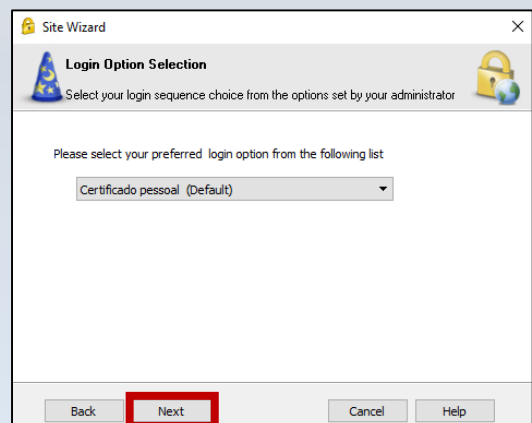 Site Wizard
Login Option Selection
Select your login sequence choice from the options set by your administrator
Please select your preferred login option from the following list
Certificado pessoal (Default)
Back Next Cancel Help